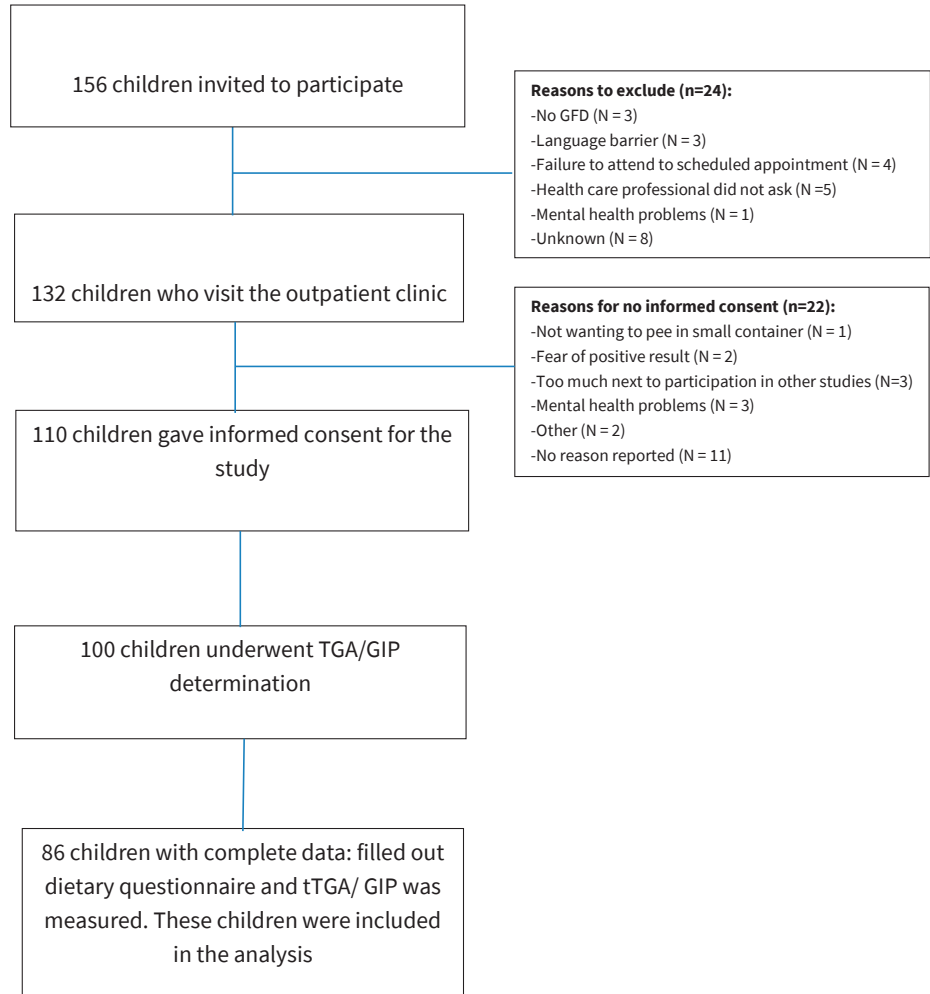 156 children invited to participate
Reasons to exclude (n=24):
-No GFD (N = 3)
-Language barrier (N = 3)
-Failure to attend to scheduled appointment (N = 4)
-Health care professional did not ask (N =5)
-Mental health problems (N = 1)
-Unknown (N = 8)
132 children who visit the outpatient clinic
Reasons for no informed consent (n=22):
-Not wanting to pee in small container (N = 1)
-Fear of positive result (N = 2)
-Too much next to participation in other studies (N=3)
-Mental health problems (N = 3)
-Other (N = 2)
-No reason reported (N = 11)
110 children gave informed consent for the
study
100 children underwent TGA/GIP
determination
86 children with complete data: filled out
dietary questionnaire and tTGA/ GIP was
measured. These children were included
in the analysis